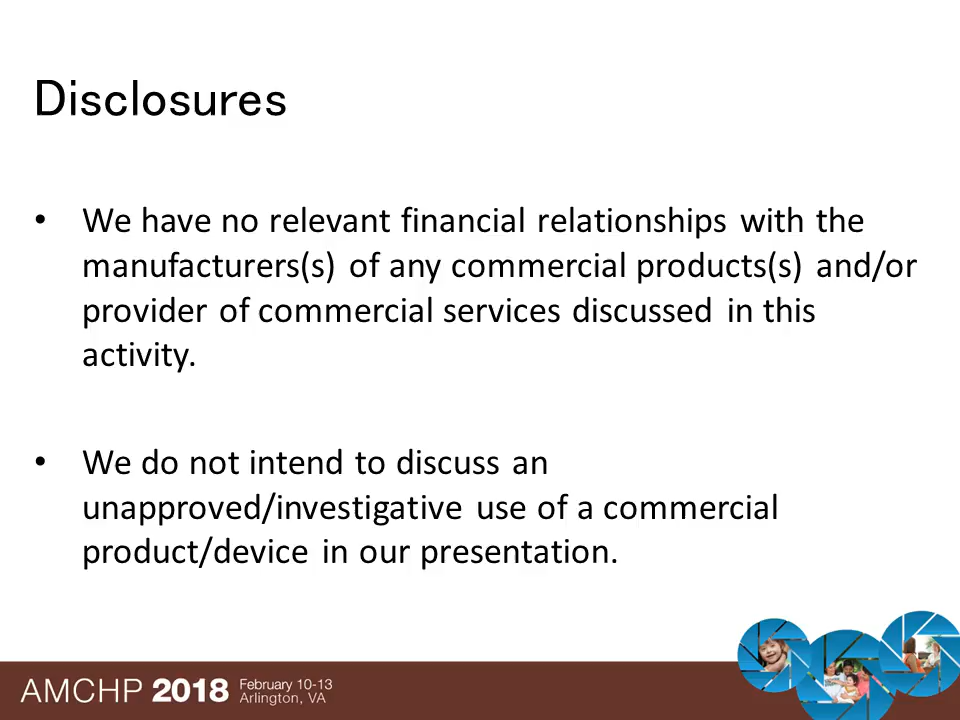 Disclosures
• We have no relevant financial relationships with the
manufacturers(s) of any commercial products(s) and/or
provider of commercial services discussed in this
activity.
• We do not intend to discuss an
unapproved/investigative use of a commercial
product/device in our presentation.
AMCHP 2018 February 10-13
Arlington, VA